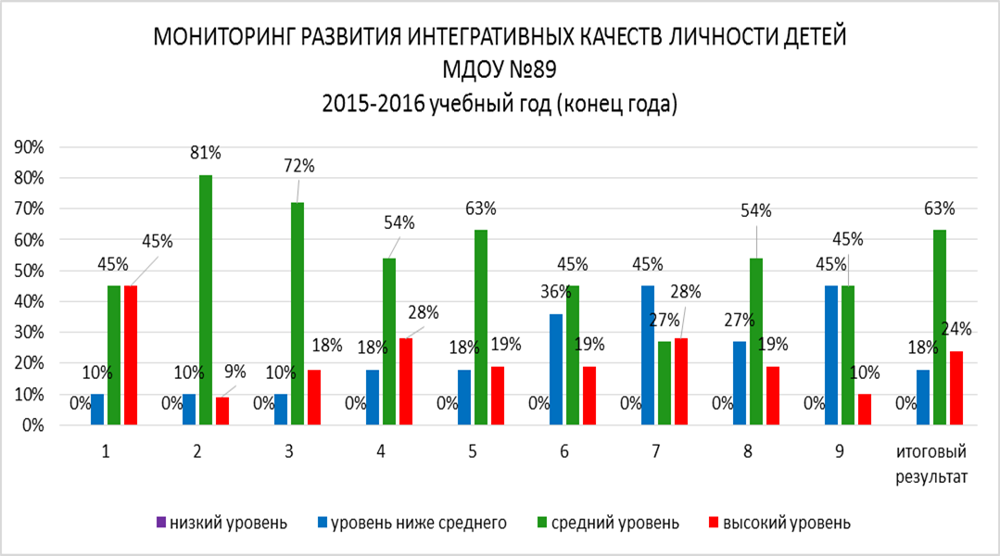 МОНИТОРИНГ РАЗВИТИЯ ИНТЕГРАТИВНЫХ КАЧЕСТВ ЛИЧНОСТИ ДЕТЕЙ
МДОУ №89
2015-2016 учебный год (конец года)
90%
80%
70%
60%
50%
40%
30%
20%
10%
0%
0% 10% 45% 45%
0% 10% 81% 9%
0% 10% 72% 18%
0% 18% 54% 28%
0% 18% 63% 19%
0% 36% 45% 19%
0% 45% 27% 28%
0% 27% 54% 19%
0% 45% 45% 10%
0% 18% 63% 24%
1 2 3 4 5 6 7 8 9 итоговый
результат
низкий уровень уровень ниже среднего средний уровень высокий уровень